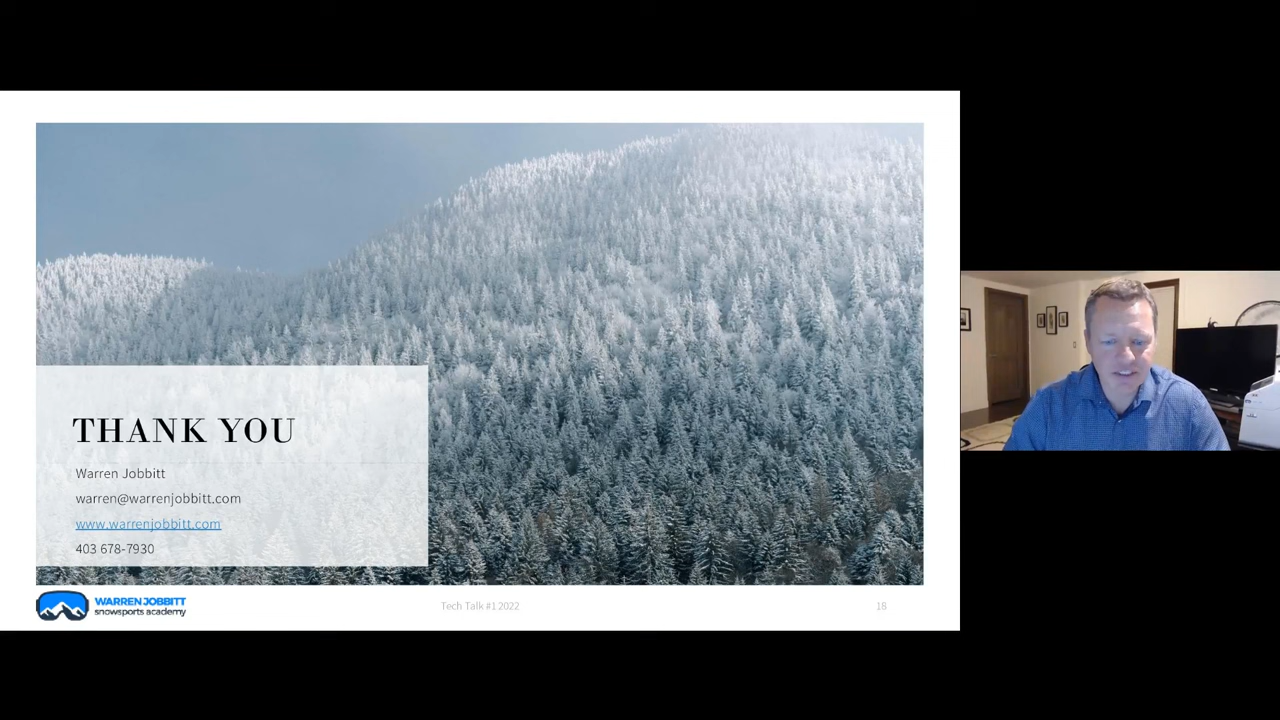 THANK YOU
Warren Jobbitt
warren@warrenjobbitt.com
www.warrenjobbitt.com
403 678-7930
WARREN JOBBITT
snowsports academy
Tech Talk #1 2022
18